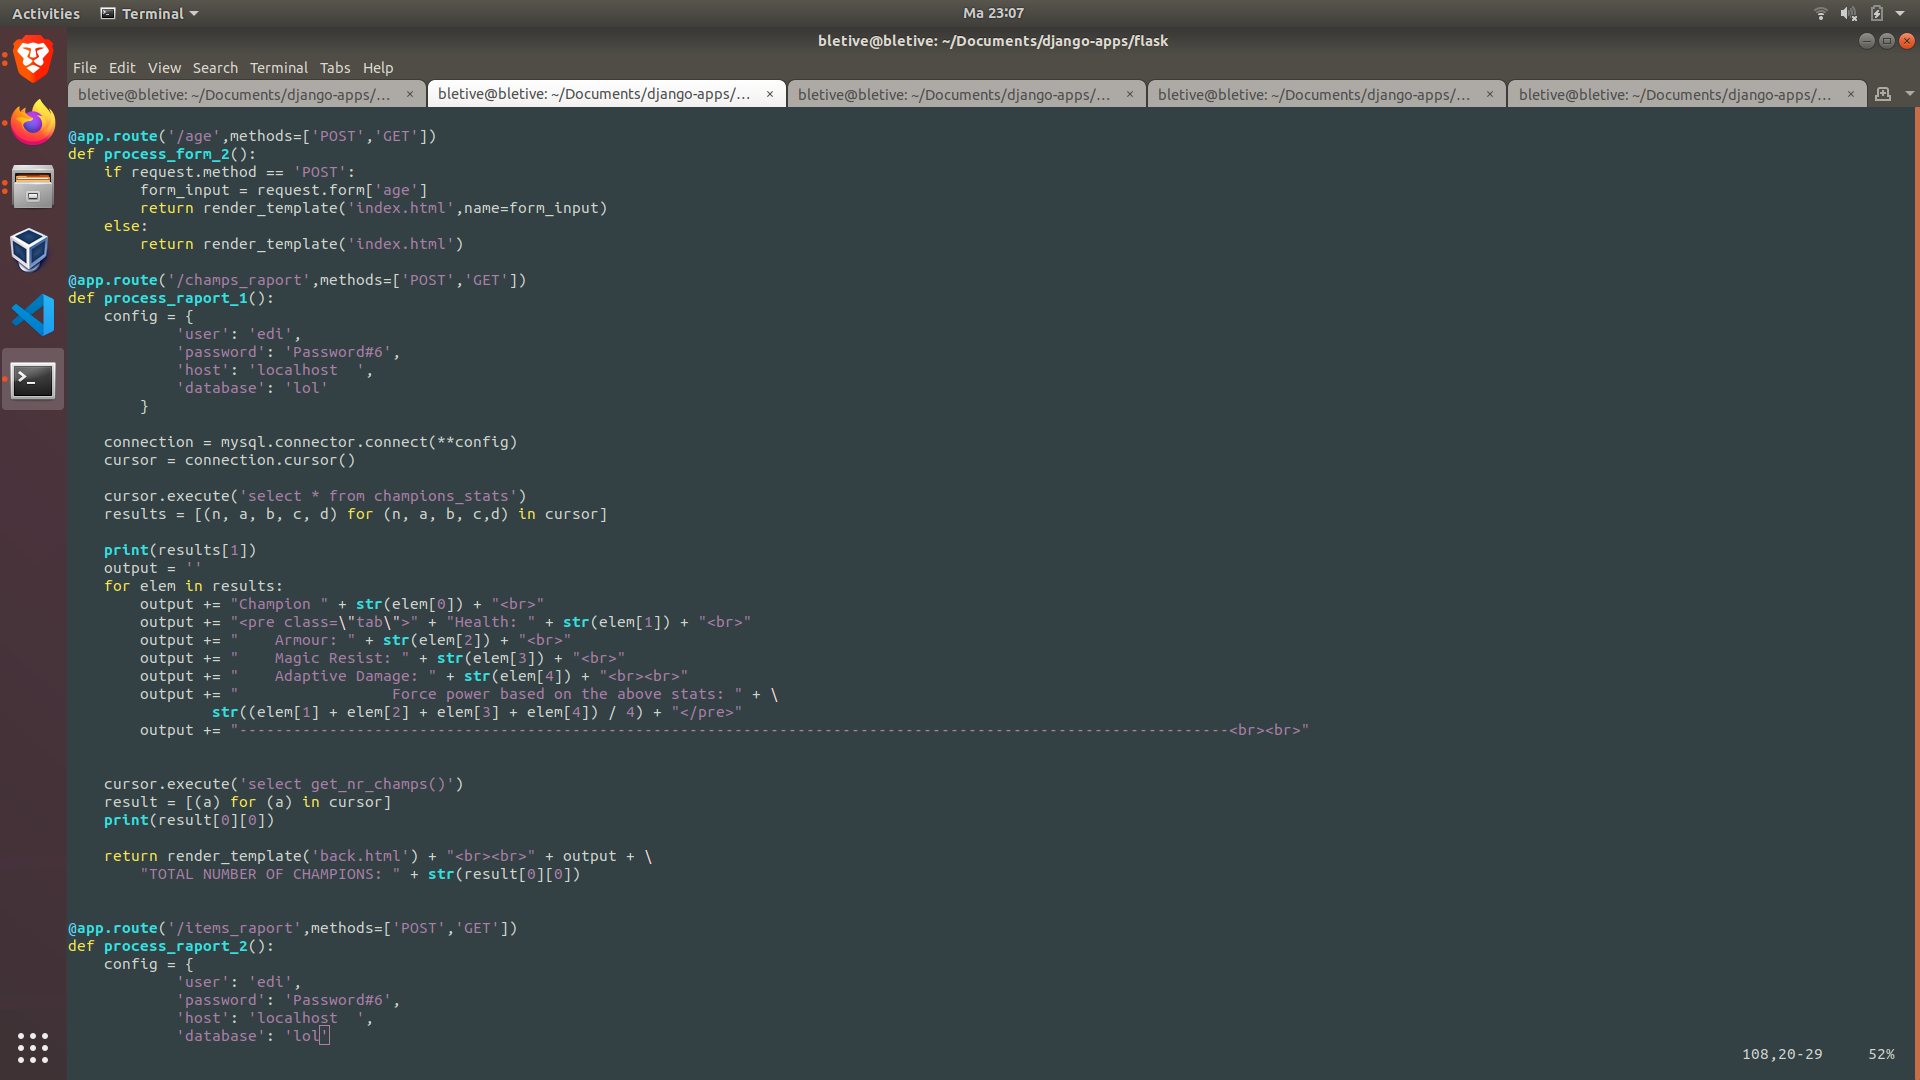 Activities Terminal Ma 23:07
bletive@bletive: ~/Documents/django-apps/flask
File Edit View Search Terminal Tabs Help
bletive@bletive: ~/Documents/django-apps/... × bletive@bletive: ~/Documents/django-apps/... × bletive@bletive: ~/Documents/django-apps/... × bletive@bletive: ~/Documents/django-apps/... × bletive@bletive: ~/Documents/django-apps/... ×
@app.route('/age',methods=['POST','GET'])
def process_form_2():
    if request.method == 'POST':
        form_input = request.form['age']
        return render_template('index.html',name=form_input)
    else:
        return render_template('index.html')
@app.route('/champs_raport',methods=['POST','GET'])
def process_raport_1():
    config = {
            'user': 'edi',
            'password': 'Password#6',
            'host': 'localhost  ',
            'database': 'lol'
        }
    connection = mysql.connector.connect(**config)
    cursor = connection.cursor()
    cursor.execute('select * from champions_stats')
    results = [(n, a, b, c, d) for (n, a, b, c,d) in cursor]
    print(results[1])
    output = ''
    for elem in results:
        output += "Champion " + str(elem[0]) + "<br>"
        output += "<pre class=\"tab\">" + "Health: " + str(elem[1]) + "<br>"
        output += "    Armour: " + str(elem[2]) + "<br>"
        output += "    Magic Resist: " + str(elem[3]) + "<br>"
        output += "    Adaptive Damage: " + str(elem[4]) + "<br><br>"
        output += "                 Force power based on the above stats: " + \
                str((elem[1] + elem[2] + elem[3] + elem[4]) / 4) + "</pre>"
        output += "--------------------------------------------------------------------------------------------------------------<br><br>"
    cursor.execute('select get_nr_champs()')
    result = [(a) for (a) in cursor]
    print(result[0][0])
    return render_template('back.html') + "<br><br>" + output + \
        "TOTAL NUMBER OF CHAMPIONS: " + str(result[0][0])
@app.route('/items_raport',methods=['POST','GET'])
def process_raport_2():
    config = {
            'user': 'edi',
            'password': 'Password#6',
            'host': 'localhost  ',
            'database': 'lol'
108,20-29 52%